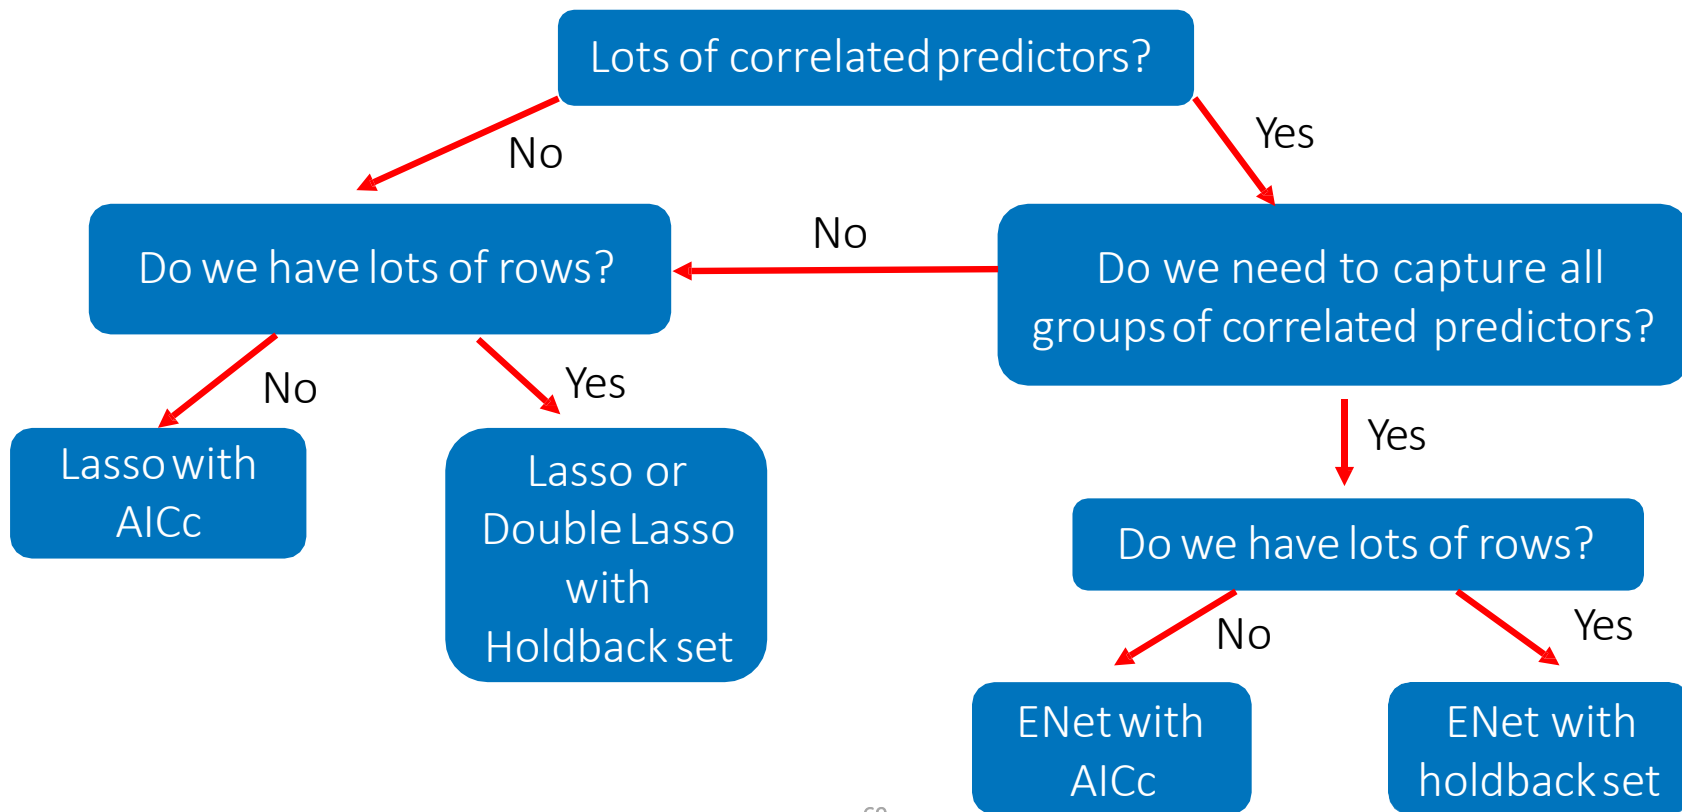 Lots of correlated predictors?
No
Yes
Do we have lots of rows?
No
Do we need to capture all
groups of correlated predictors?
No
Yes
Yes
Lasso with
AICc
Lasso or
Double Lasso
with
Holdback set
Do we have lots of rows?
No
Yes
ENet with
AICc
ENet with
holdback set